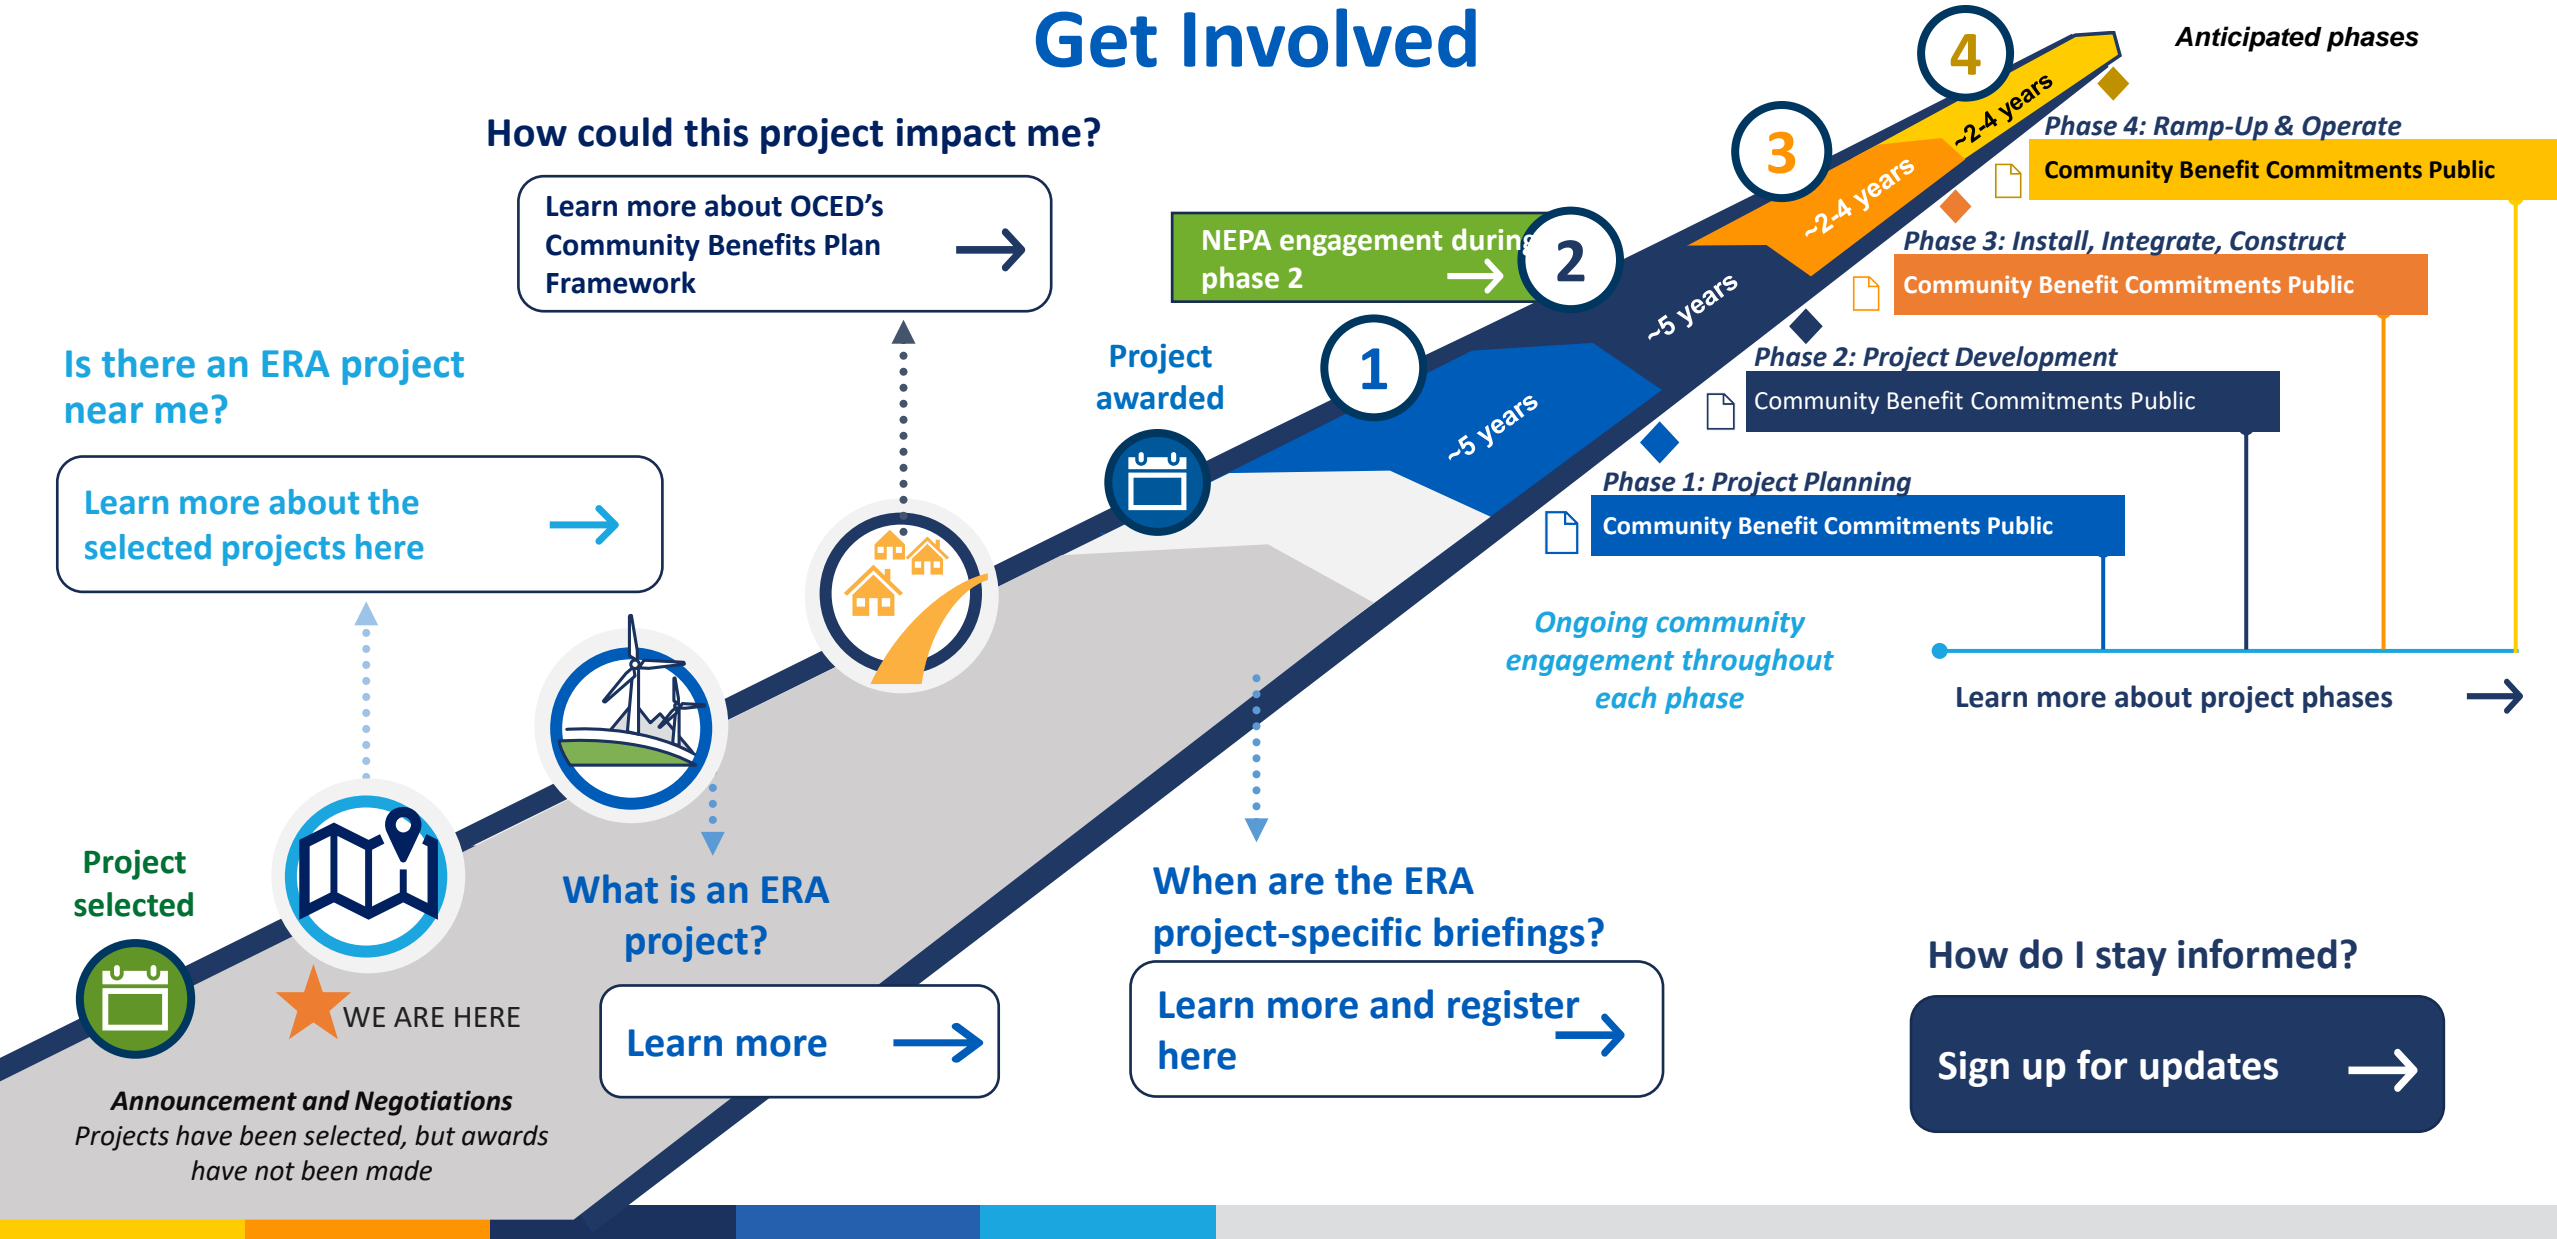 Get Involved
Anticipated phases
4
~2-4 years
Phase 4: Ramp-Up & Operate
Community Benefit Commitments Public
How could this project impact me?
Learn more about OCED’s
Community Benefits Plan
Framework
3
~2-4 years
Phase 3: Install, Integrate, Construct
Community Benefit Commitments Public
NEPA engagement during
phase 2
2
~5 years
Phase 2: Project Development
Community Benefit Commitments Public
Is there an ERA project
near me?
Learn more about the
selected projects here
Project
awarded
1
~5 years
Phase 1: Project Planning
Community Benefit Commitments Public
Ongoing community
engagement throughout
each phase
Learn more about project phases
Project
selected
WE ARE HERE
Announcement and Negotiations
Projects have been selected, but awards
have not been made
What is an ERA
project?
Learn more
When are the ERA
project-specific briefings?
Learn more and register
here
How do I stay informed?
Sign up for updates